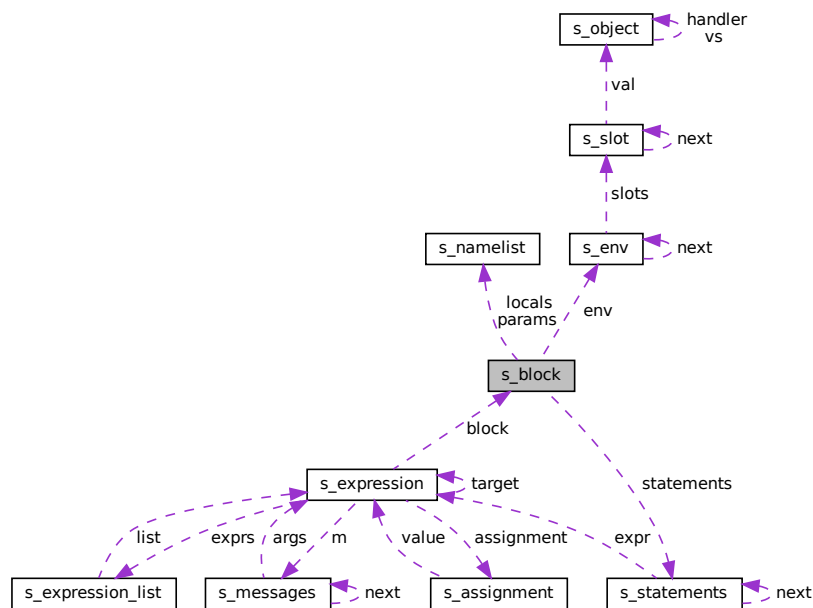 s_object
handler
vs
val
s_slot
next
slots
s_namelist
s_env
next
locals
params
env
s_block
block
s_expression
target
statements
list
exprs
args
m
value
assignment
expr
s_expression_list
s_messages
next
s_assignment
s_statements
next